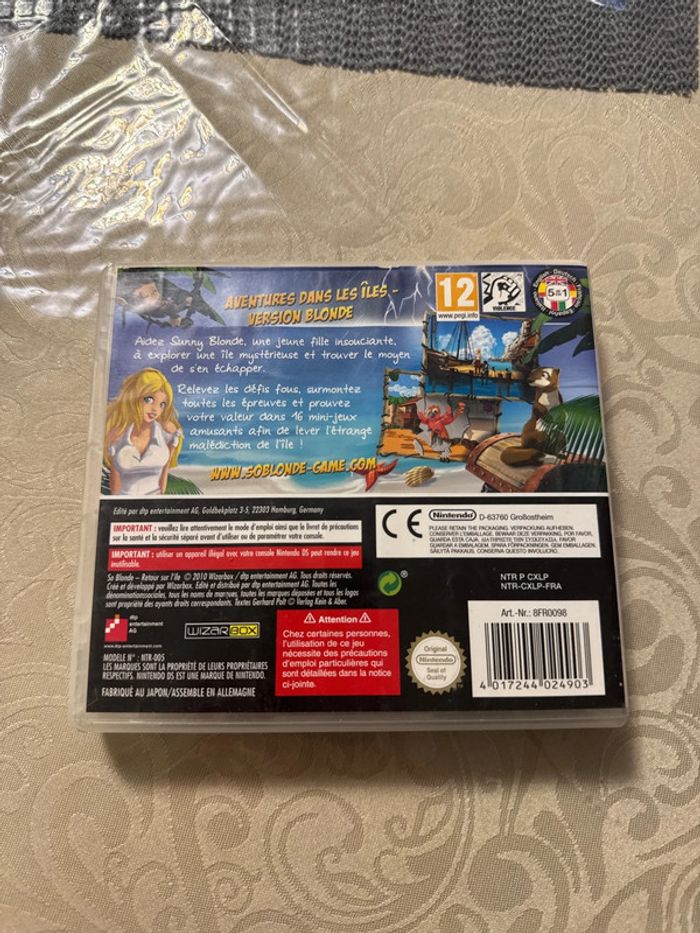 AVENTURES DANS LES ÎLES -
VERSION BLONDE
Aidez Sunny Blonde, une jeune fille insouciante,
à explorer une île mystérieuse et trouver le moyen
de s'en échapper.
Relevez les défis fous, surmontez
toutes les épreuves et prouvez
votre valeur dans 16 mini-jeux
amusants afin de lever l'étrange
malédiction de l'île !
WWW.SOBLONDE-GAME.COM
12
www.pegi.info
VIOLENCE
English
Deutsch
5 in 1
Edité par dtp entertainment AG, Goldbekplatz 3-5, 22303 Hamburg, Germany
IMPORTANT : veuillez lire attentivement le mode d'emploi ainsi que le livret de précautions
sur la santé et la sécurité séparé avant d'utiliser ou de paramétrer votre console.
IMPORTANT : utiliser un appareil illégal avec votre console Nintendo DS peut rendre ce jeu
inutilisable.
So Blonde – Retour sur l'île © 2010 Wizarbox / dtp entertainment AG. Tous droits réservés.
Créé et développé par Wizarbox. Edité et distribué par dtp entertainment AG. Toutes les
dénominations sociales, tous les noms de marques, toutes les marques déposées et tous les logos
sont propriété des ayants droits correspondants. Textes Gerhard Polt © Verlag Kein & Aber.
dtp
entertainment
AG
www.dtp-entertainment.com
WIZARBOX
MODELE N° : NTR-005
LES MARQUES SONT LA PROPRIÉTÉ DE LEURS PROPRIÉTAIRES
RESPECTIFS. NINTENDO DS EST UNE MARQUE DE NINTENDO.
FABRIQUÉ AU JAPON/ASSEMBLE EN ALLEMAGNE
⚠ Attention ⚠
Chez certaines personnes,
l'utilisation de ce jeu
nécessite des précautions
d'emploi particulières qui
sont détaillées dans la notice
ci-jointe.
CE
Nintendo D-63760 Großostheim
PLEASE RETAIN THE PACKAGING. VERPACKUNG AUFHEBEN.
CONSERVER L'EMBALLAGE. BEWAAR DEZE VERPAKKING. POR FAVOR,
GUARDAR A EMBALAGEM. SPARA FÖRPACKNINGEN. GEM EMBALLAGEN.
SÄILYTÄ PAKKAUS. CONSERVA QUESTO INVOLUCRO.
NTR P CXLP
NTR-CXLP-FRA
Art.-Nr.: 8FR0098
4 017244 024903
Original
Nintendo
Seal of
Quality